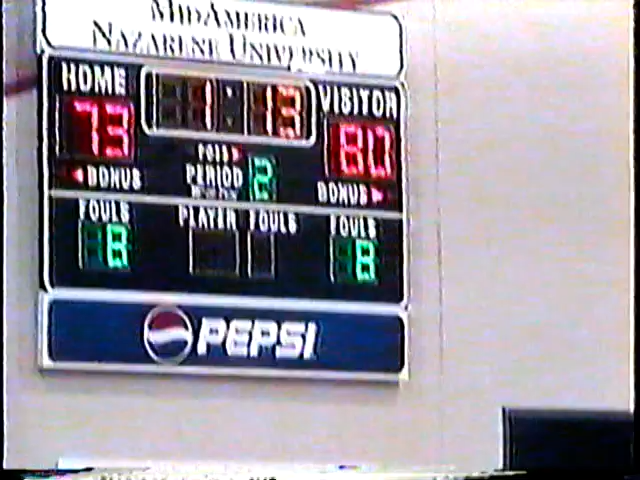 MIDAMERICA
NAZARENE UNIVERSITY
HOME 1:13 VISITOR
73 80
POSS
BONUS PERIOD 2 BONUS
FOULS PLAYER FOULS FOULS
8 8
PEPSI